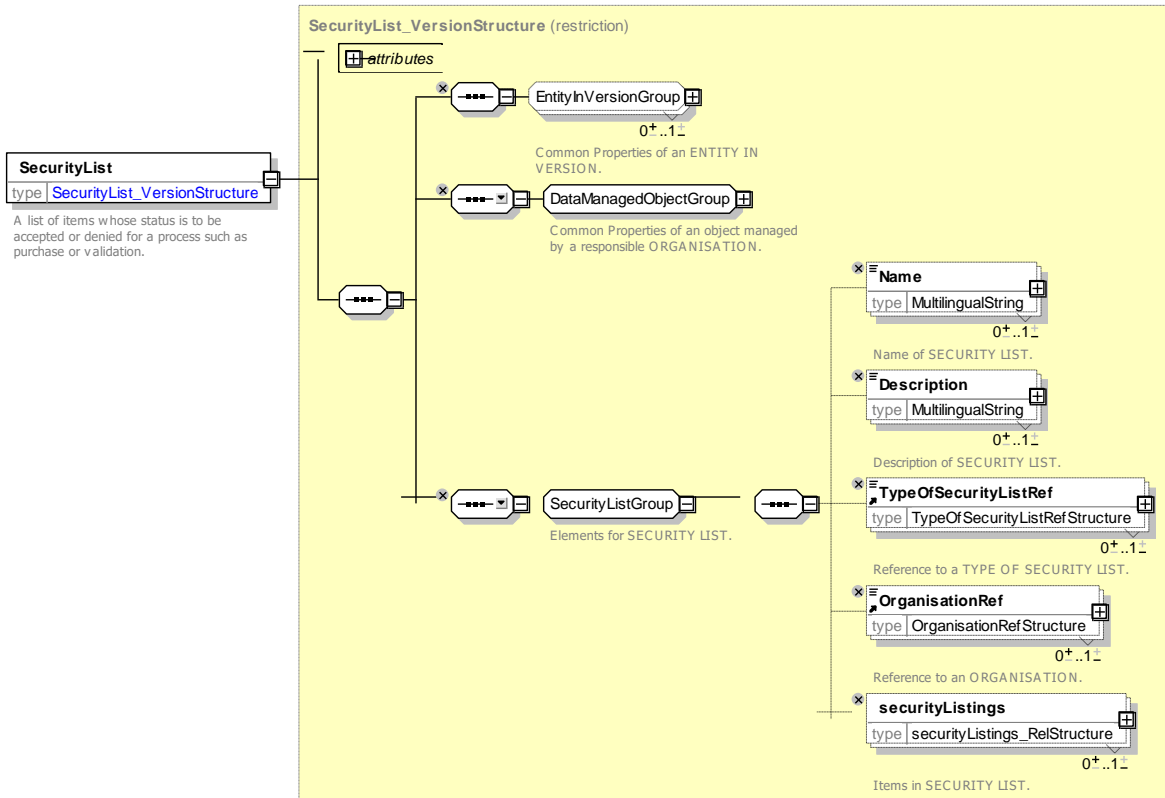 SecurityList_VersionStructure (restriction)
attributes
EntityInVersionGroup
0..1
Common Properties of an ENTITY IN
VERSION.
SecurityList
type SecurityList_VersionStructure
A list of items whose status is to be
accepted or denied for a process such as
purchase or validation.
DataManagedObjectGroup
Common Properties of an object managed
by a responsible ORGANISATION.
Name
type MultilingualString
0..1
Name of SECURITY LIST.
Description
type MultilingualString
0..1
Description of SECURITY LIST.
SecurityListGroup
Elements for SECURITY LIST.
TypeOfSecurityListRef
type TypeOfSecurityListRefStructure
0..1
Reference to a TYPE OF SECURITY LIST.
OrganisationRef
type OrganisationRefStructure
0..1
Reference to an ORGANISATION.
securityListings
type securityListings_RelStructure
0..1
Items in SECURITY LIST.